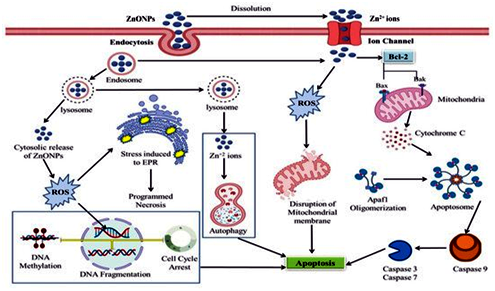 ZnONPs
Dissolution
Zn²⁺ ions
Endocytosis
Ion Channel
Endosome
Bcl-2
lysosome
lysosome
ROS
Bax
Bak
Mitochondria
Cytosolic release
of ZnONPs
Stress induced
to EPR
Zn⁺² ions
Cytochrome C
ROS
Programmed
Necrosis
Autophagy
Disruption of
Mitochondrial
membrane
Apaf1
Oligomerization
Apoptosome
DNA
Methylation
DNA Fragmentation
Cell Cycle
Arrest
Apoptosis
Caspase 3
Caspase 7
Caspase 9